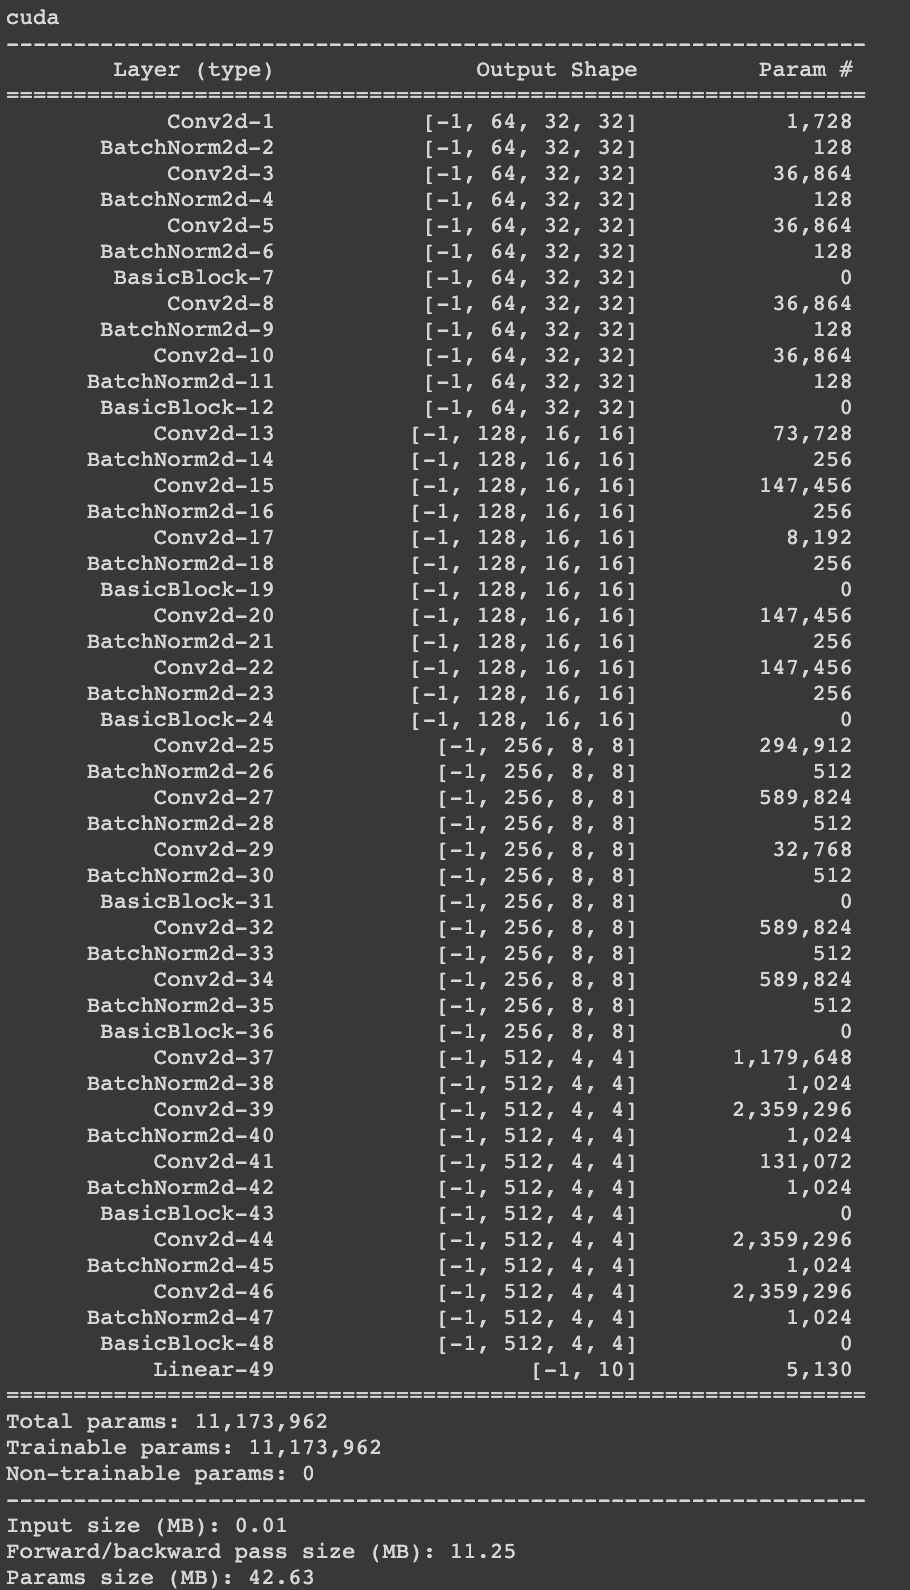 cuda
----------------------------------------------------------------
Layer (type) Output Shape Param #
================================================================
Conv2d-1 [-1, 64, 32, 32] 1,728
BatchNorm2d-2 [-1, 64, 32, 32] 128
Conv2d-3 [-1, 64, 32, 32] 36,864
BatchNorm2d-4 [-1, 64, 32, 32] 128
Conv2d-5 [-1, 64, 32, 32] 36,864
BatchNorm2d-6 [-1, 64, 32, 32] 128
BasicBlock-7 [-1, 64, 32, 32] 0
Conv2d-8 [-1, 64, 32, 32] 36,864
BatchNorm2d-9 [-1, 64, 32, 32] 128
Conv2d-10 [-1, 64, 32, 32] 36,864
BatchNorm2d-11 [-1, 64, 32, 32] 128
BasicBlock-12 [-1, 64, 32, 32] 0
Conv2d-13 [-1, 128, 16, 16] 73,728
BatchNorm2d-14 [-1, 128, 16, 16] 256
Conv2d-15 [-1, 128, 16, 16] 147,456
BatchNorm2d-16 [-1, 128, 16, 16] 256
Conv2d-17 [-1, 128, 16, 16] 8,192
BatchNorm2d-18 [-1, 128, 16, 16] 256
BasicBlock-19 [-1, 128, 16, 16] 0
Conv2d-20 [-1, 128, 16, 16] 147,456
BatchNorm2d-21 [-1, 128, 16, 16] 256
Conv2d-22 [-1, 128, 16, 16] 147,456
BatchNorm2d-23 [-1, 128, 16, 16] 256
BasicBlock-24 [-1, 128, 16, 16] 0
Conv2d-25 [-1, 256, 8, 8] 294,912
BatchNorm2d-26 [-1, 256, 8, 8] 512
Conv2d-27 [-1, 256, 8, 8] 589,824
BatchNorm2d-28 [-1, 256, 8, 8] 512
Conv2d-29 [-1, 256, 8, 8] 32,768
BatchNorm2d-30 [-1, 256, 8, 8] 512
BasicBlock-31 [-1, 256, 8, 8] 0
Conv2d-32 [-1, 256, 8, 8] 589,824
BatchNorm2d-33 [-1, 256, 8, 8] 512
Conv2d-34 [-1, 256, 8, 8] 589,824
BatchNorm2d-35 [-1, 256, 8, 8] 512
BasicBlock-36 [-1, 256, 8, 8] 0
Conv2d-37 [-1, 512, 4, 4] 1,179,648
BatchNorm2d-38 [-1, 512, 4, 4] 1,024
Conv2d-39 [-1, 512, 4, 4] 2,359,296
BatchNorm2d-40 [-1, 512, 4, 4] 1,024
Conv2d-41 [-1, 512, 4, 4] 131,072
BatchNorm2d-42 [-1, 512, 4, 4] 1,024
BasicBlock-43 [-1, 512, 4, 4] 0
Conv2d-44 [-1, 512, 4, 4] 2,359,296
BatchNorm2d-45 [-1, 512, 4, 4] 1,024
Conv2d-46 [-1, 512, 4, 4] 2,359,296
BatchNorm2d-47 [-1, 512, 4, 4] 1,024
BasicBlock-48 [-1, 512, 4, 4] 0
Linear-49 [-1, 10] 5,130
================================================================
Total params: 11,173,962
Trainable params: 11,173,962
Non-trainable params: 0
----------------------------------------------------------------
Input size (MB): 0.01
Forward/backward pass size (MB): 11.25
Params size (MB): 42.63